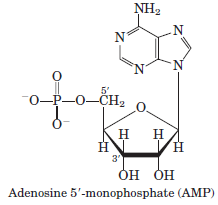 NH₂
N N
N N
O 5′
⁻O–P–O–CH₂ O
O⁻
H H H H
3′
OH OH
Adenosine 5′-monophosphate (AMP)